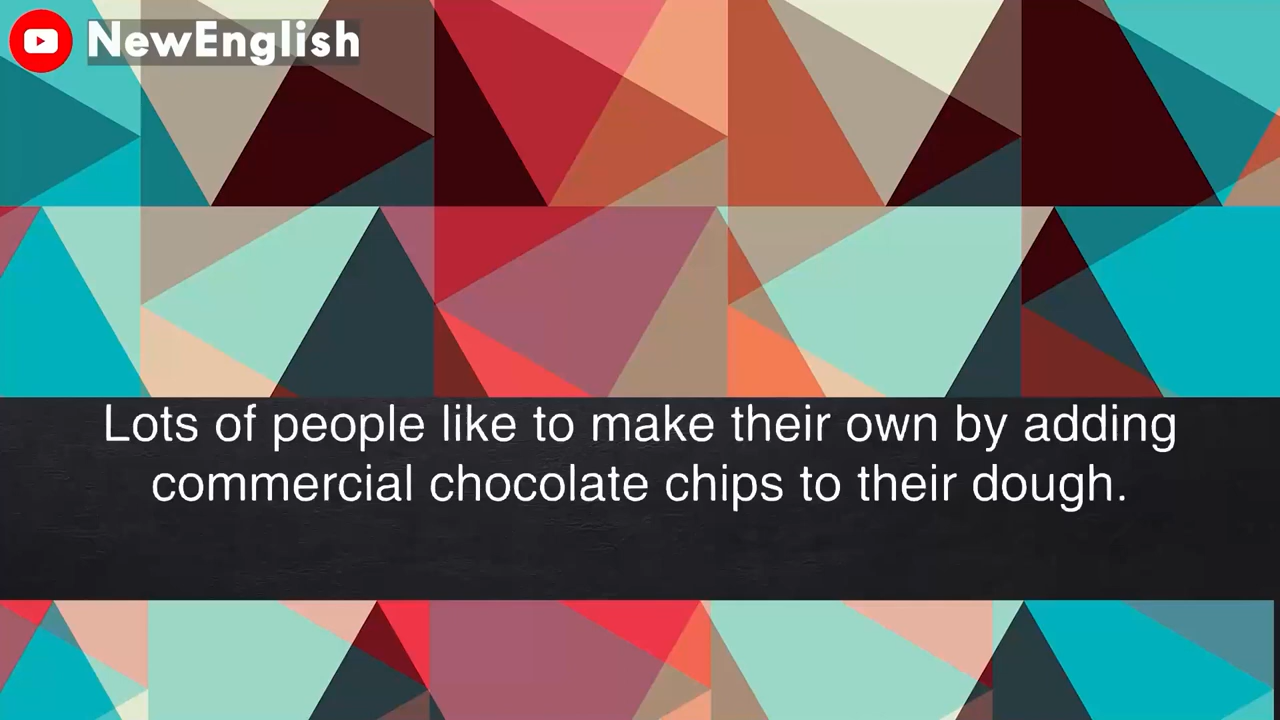 NewEnglish
Lots of people like to make their own by adding
commercial chocolate chips to their dough.